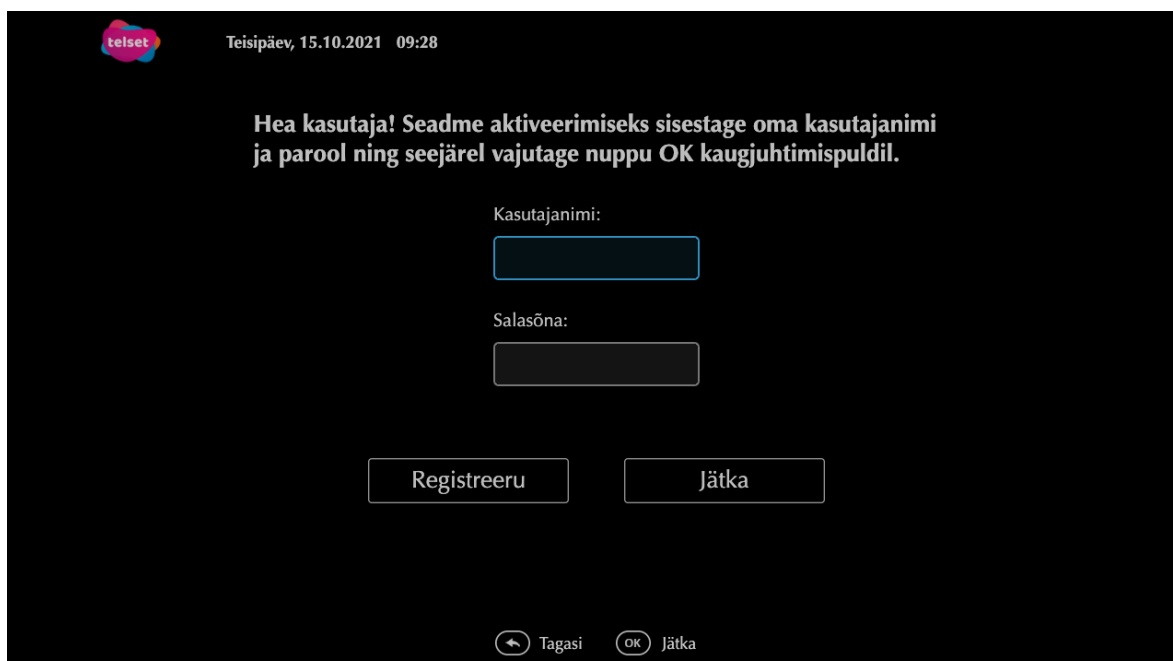 telset
Teisipäev, 15.10.2021 09:28
Hea kasutaja! Seadme aktiveerimiseks sisestage oma kasutajanimi
ja parool ning seejärel vajutage nuppu OK kaugjuhtimispuldil.
Kasutajanimi:
Salasõna:
Registreeru Jätka
Tagasi OK Jätka